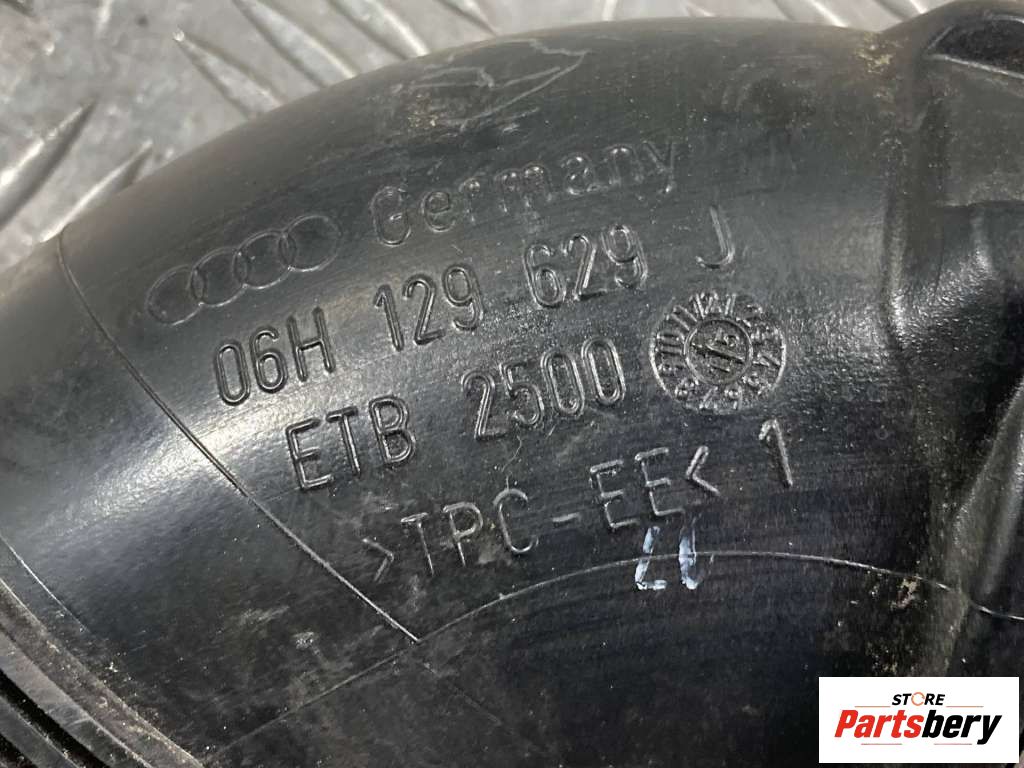 Germany
06H 129 629 J
ETB 2500
>TPC-EE< 1
STORE
Partsbery